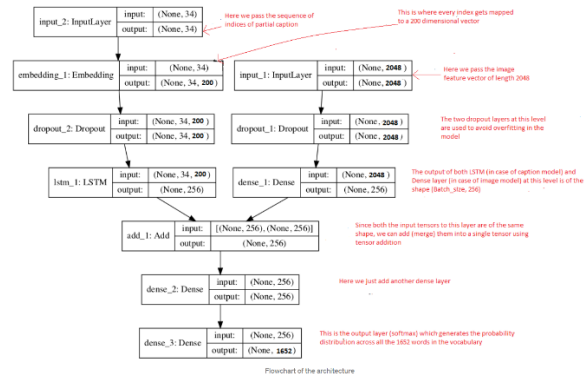 input_2: InputLayer
input: (None, 34)
output: (None, 34)
Here we pass the sequence of
indices of partial caption
This is where every index gets mapped
to a 200 dimensional vector
embedding_1: Embedding
input: (None, 34)
output: (None, 34, 200)
input_1: InputLayer
input: (None, 2048)
output: (None, 2048)
Here we pass the image
feature vector of length 2048
dropout_2: Dropout
input: (None, 34, 200)
output: (None, 34, 200)
dropout_1: Dropout
input: (None, 2048)
output: (None, 2048)
The two dropout layers at this level
are used to avoid overfitting in the
model
lstm_1: LSTM
input: (None, 34, 200)
output: (None, 256)
dense_1: Dense
input: (None, 2048)
output: (None, 256)
The output of both LSTM (in case of caption model) and
Dense layer (in case of image model) at this level is of the
shape (Batch_size, 256)
add_1: Add
input: [(None, 256), (None, 256)]
output: (None, 256)
Since both the input tensors to this layer are of the same
shape, we can add (merge) them into a single tensor using
tensor addition
dense_2: Dense
input: (None, 256)
output: (None, 256)
Here we just add another dense layer
dense_3: Dense
input: (None, 256)
output: (None, 1652)
This is the output layer (softmax) which generates the probability
distribution across all the 1652 words in the vocabulary
Flowchart of the architecture